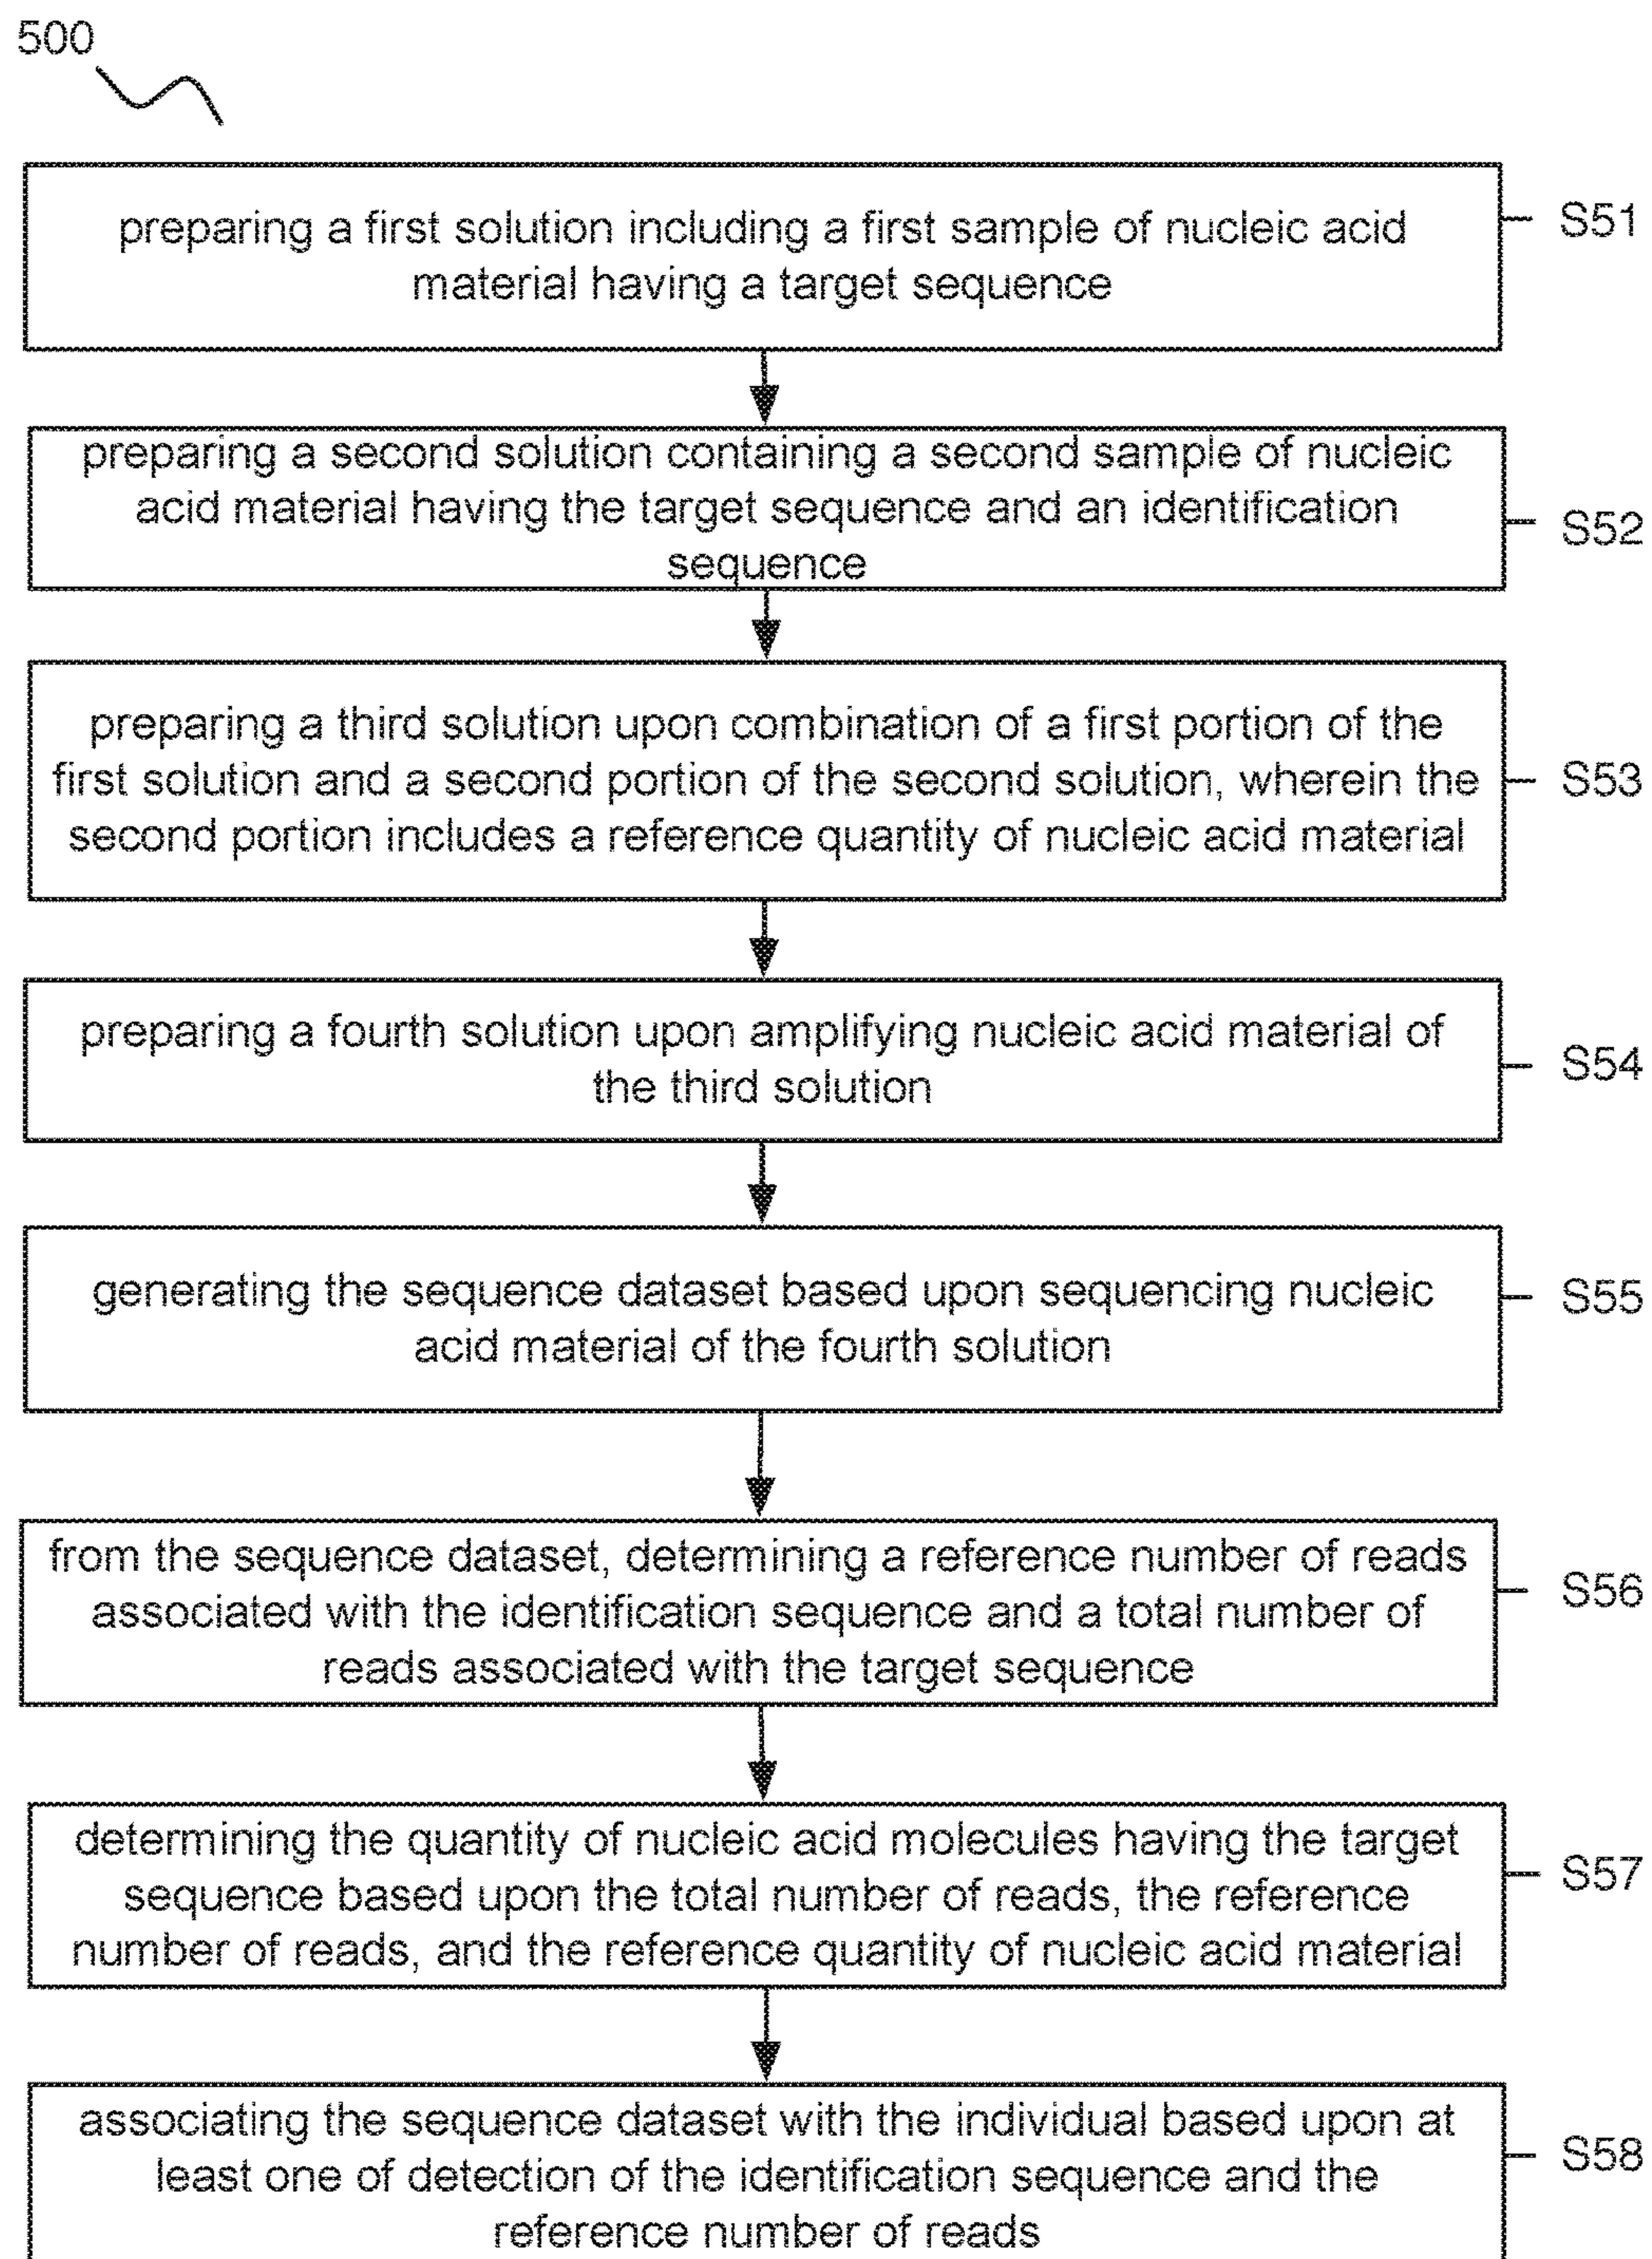 500
preparing a first solution including a first sample of nucleic acid
material having a target sequence
S51
preparing a second solution containing a second sample of nucleic
acid material having the target sequence and an identification
sequence
S52
preparing a third solution upon combination of a first portion of the
first solution and a second portion of the second solution, wherein the
second portion includes a reference quantity of nucleic acid material
S53
preparing a fourth solution upon amplifying nucleic acid material of
the third solution
S54
generating the sequence dataset based upon sequencing nucleic
acid material of the fourth solution
S55
from the sequence dataset, determining a reference number of reads
associated with the identification sequence and a total number of
reads associated with the target sequence
S56
determining the quantity of nucleic acid molecules having the target
sequence based upon the total number of reads, the reference
number of reads, and the reference quantity of nucleic acid material
S57
associating the sequence dataset with the individual based upon at
least one of detection of the identification sequence and the
reference number of reads
S58